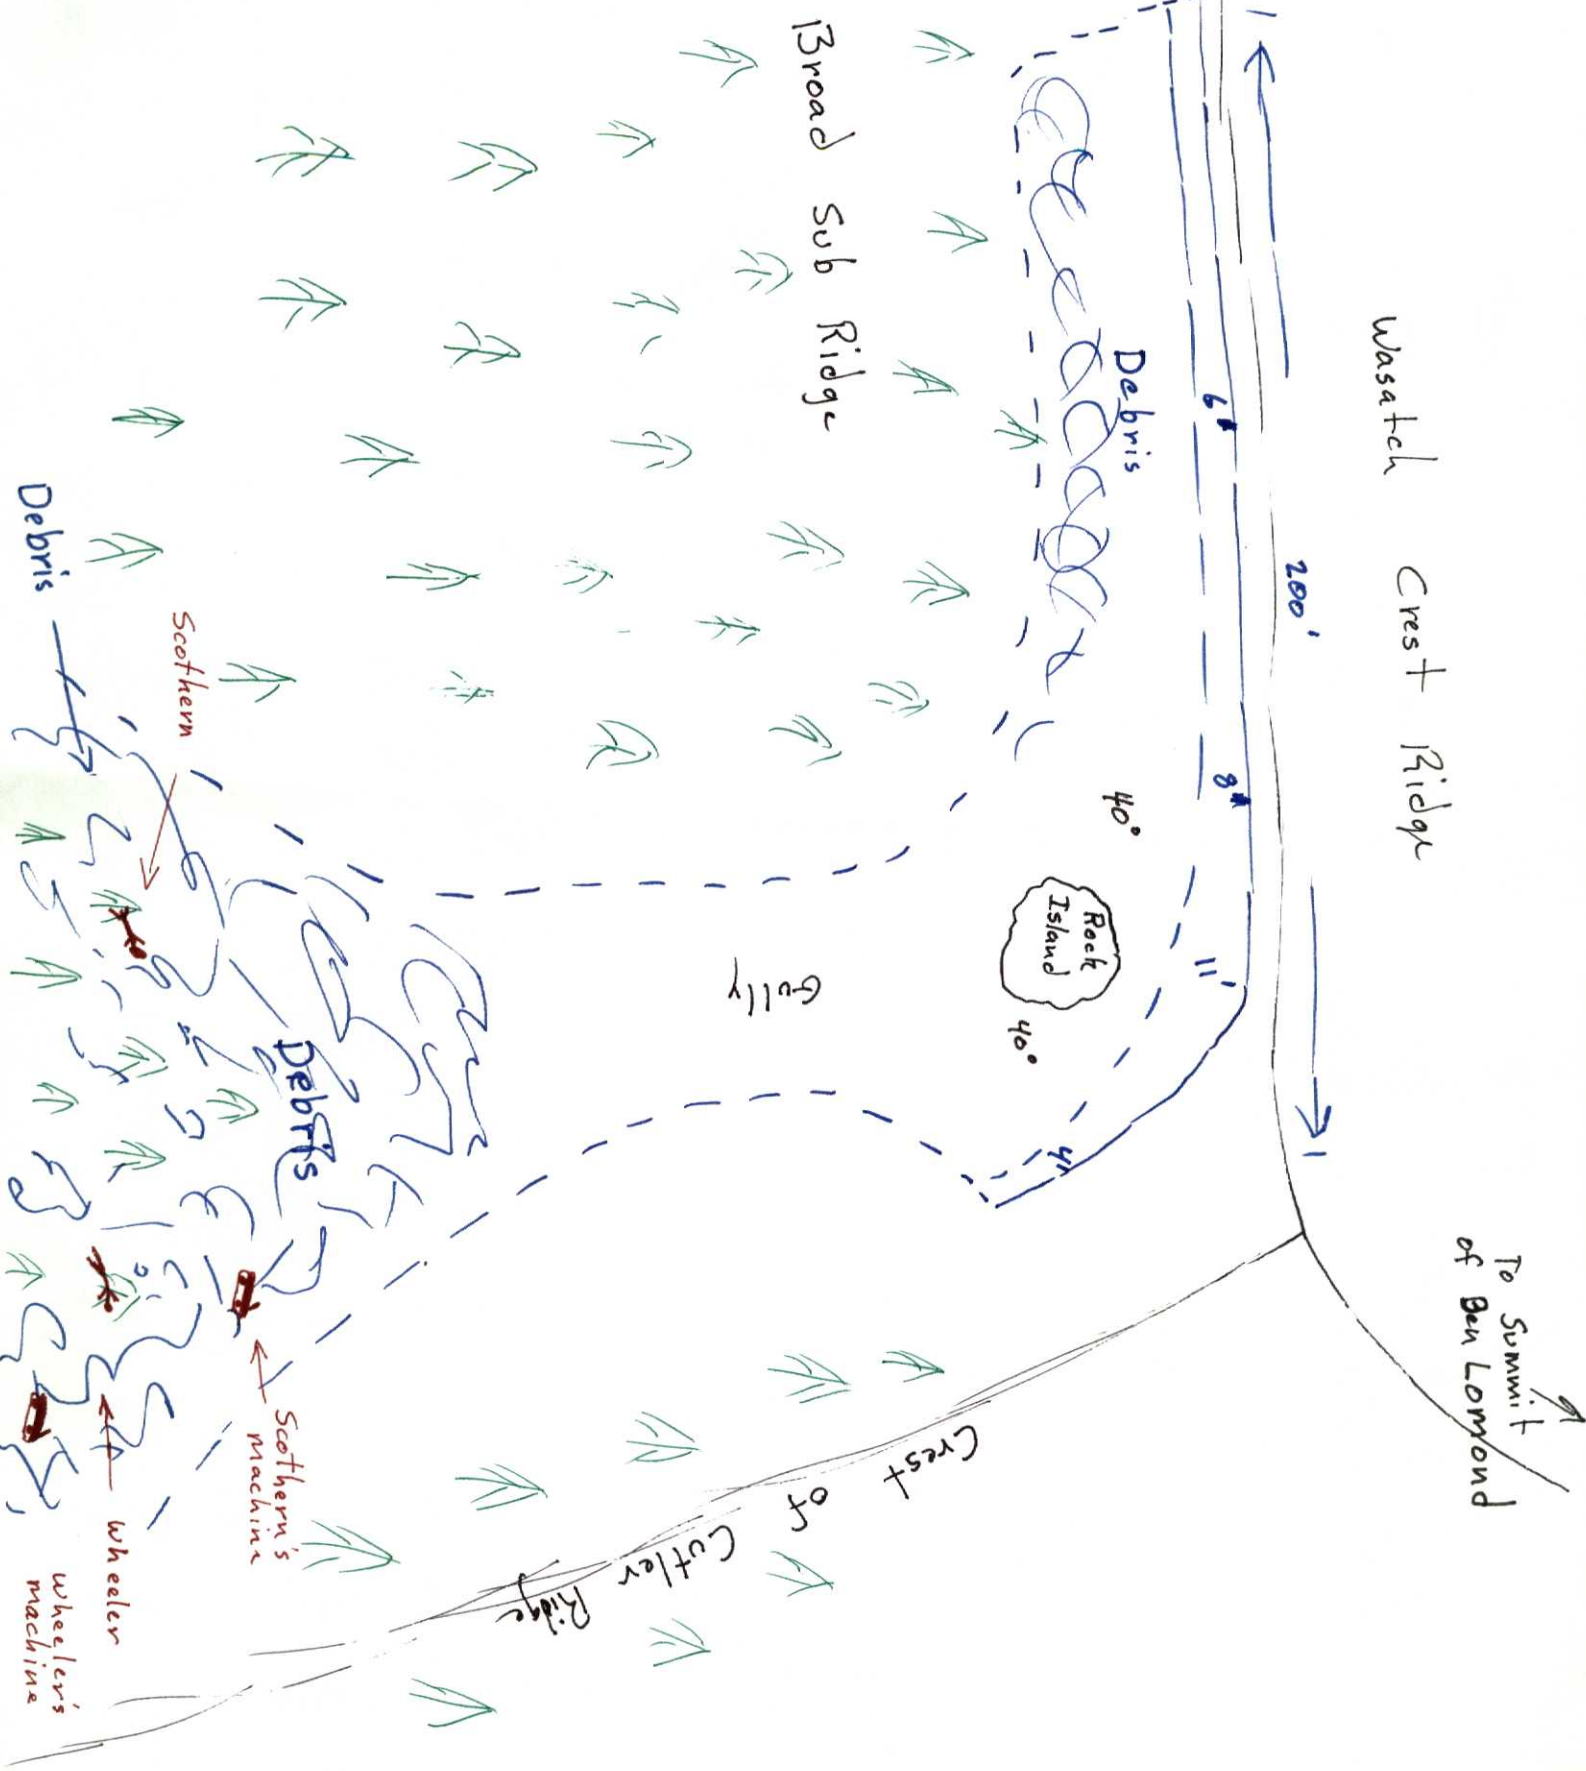 To Summit
of Ben Lomond
Wasatch Crest Ridge
200'
6"
8"
11'
4"
Debris
40°
Rock
Island
40°
Broad Sub Ridge
Gully
Crest of Cutler Ridge
Debris
Debris
Scothern
Scothern's
machine
Wheeler
Wheeler's
machine